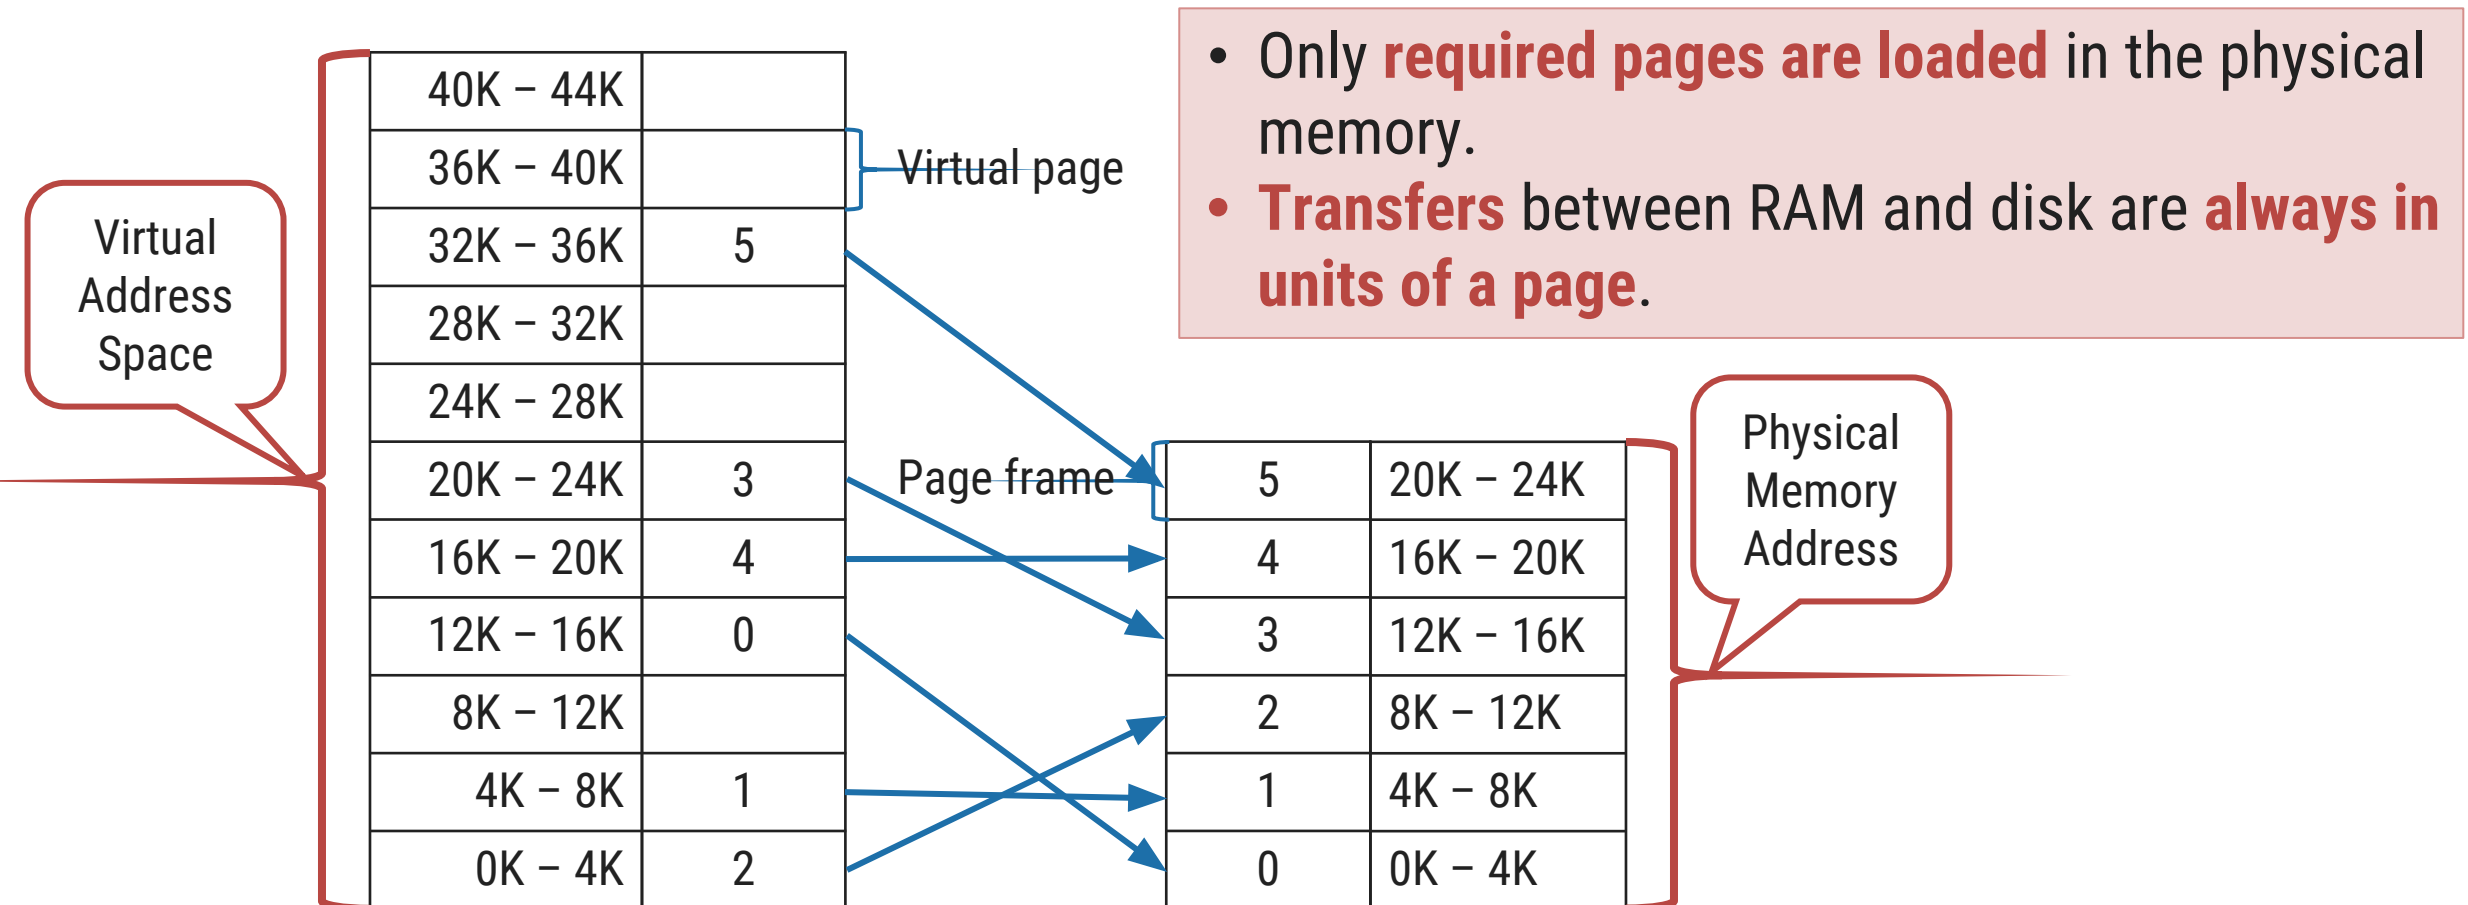 • Only required pages are loaded in the physical
memory.
• Transfers between RAM and disk are always in
units of a page.
Virtual
Address
Space
40K – 44K
36K – 40K
32K – 36K 5
28K – 32K
24K – 28K
20K – 24K 3
16K – 20K 4
12K – 16K 0
8K – 12K
4K – 8K 1
0K – 4K 2
Virtual page
Page frame
5 20K – 24K
4 16K – 20K
3 12K – 16K
2 8K – 12K
1 4K – 8K
0 0K – 4K
Physical
Memory
Address